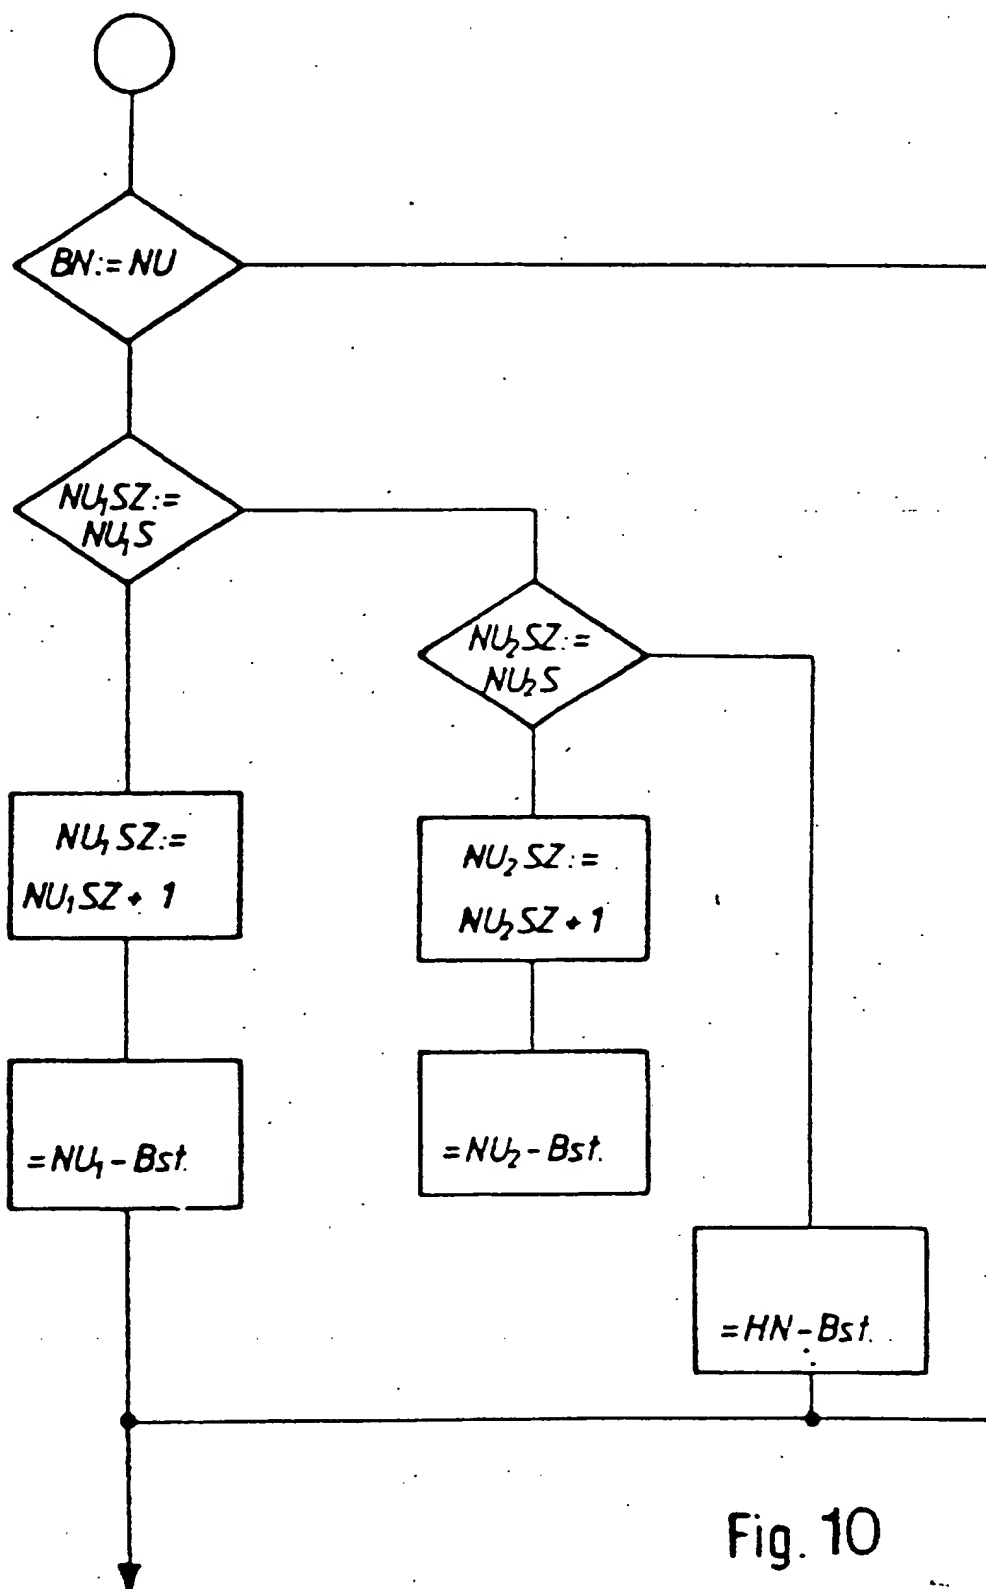 BN:=NU
NU₁SZ:=
NU₁S
NU₂SZ:=
NU₂S
NU₁SZ:=
NU₁SZ+1
NU₂SZ:=
NU₂SZ+1
=NU₁-Bst.
=NU₂-Bst.
=HN-Bst.
Fig. 10